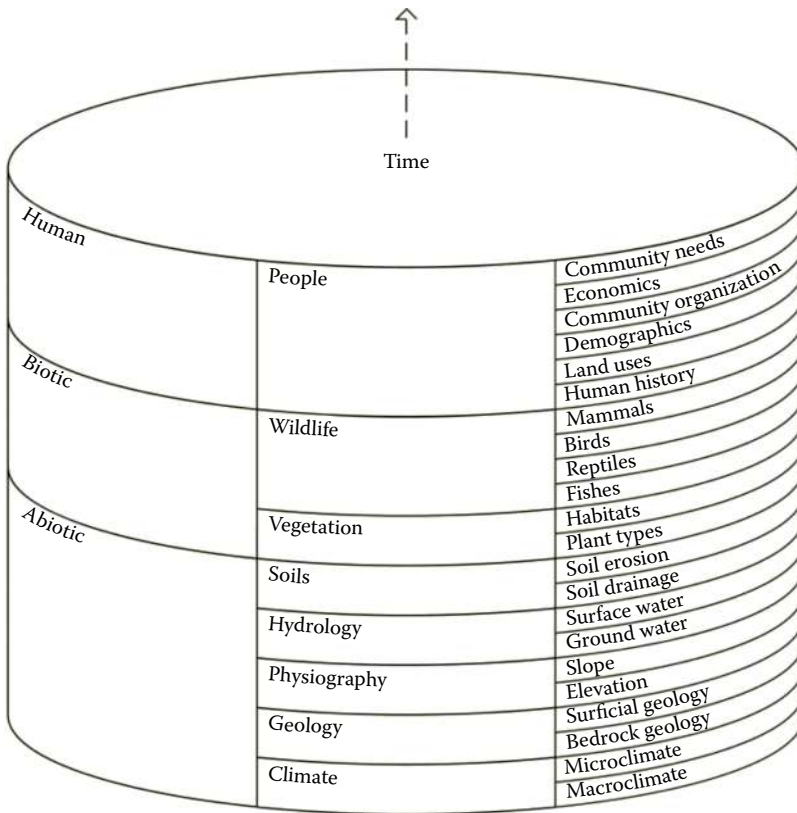 Time
Human
Biotic
Abiotic
People
Wildlife
Vegetation
Soils
Hydrology
Physiography
Geology
Climate
Community needs
Economics
Community organization
Demographics
Land uses
Human history
Mammals
Birds
Reptiles
Fishes
Habitats
Plant types
Soil erosion
Soil drainage
Surface water
Ground water
Slope
Elevation
Surficial geology
Bedrock geology
Microclimate
Macroclimate